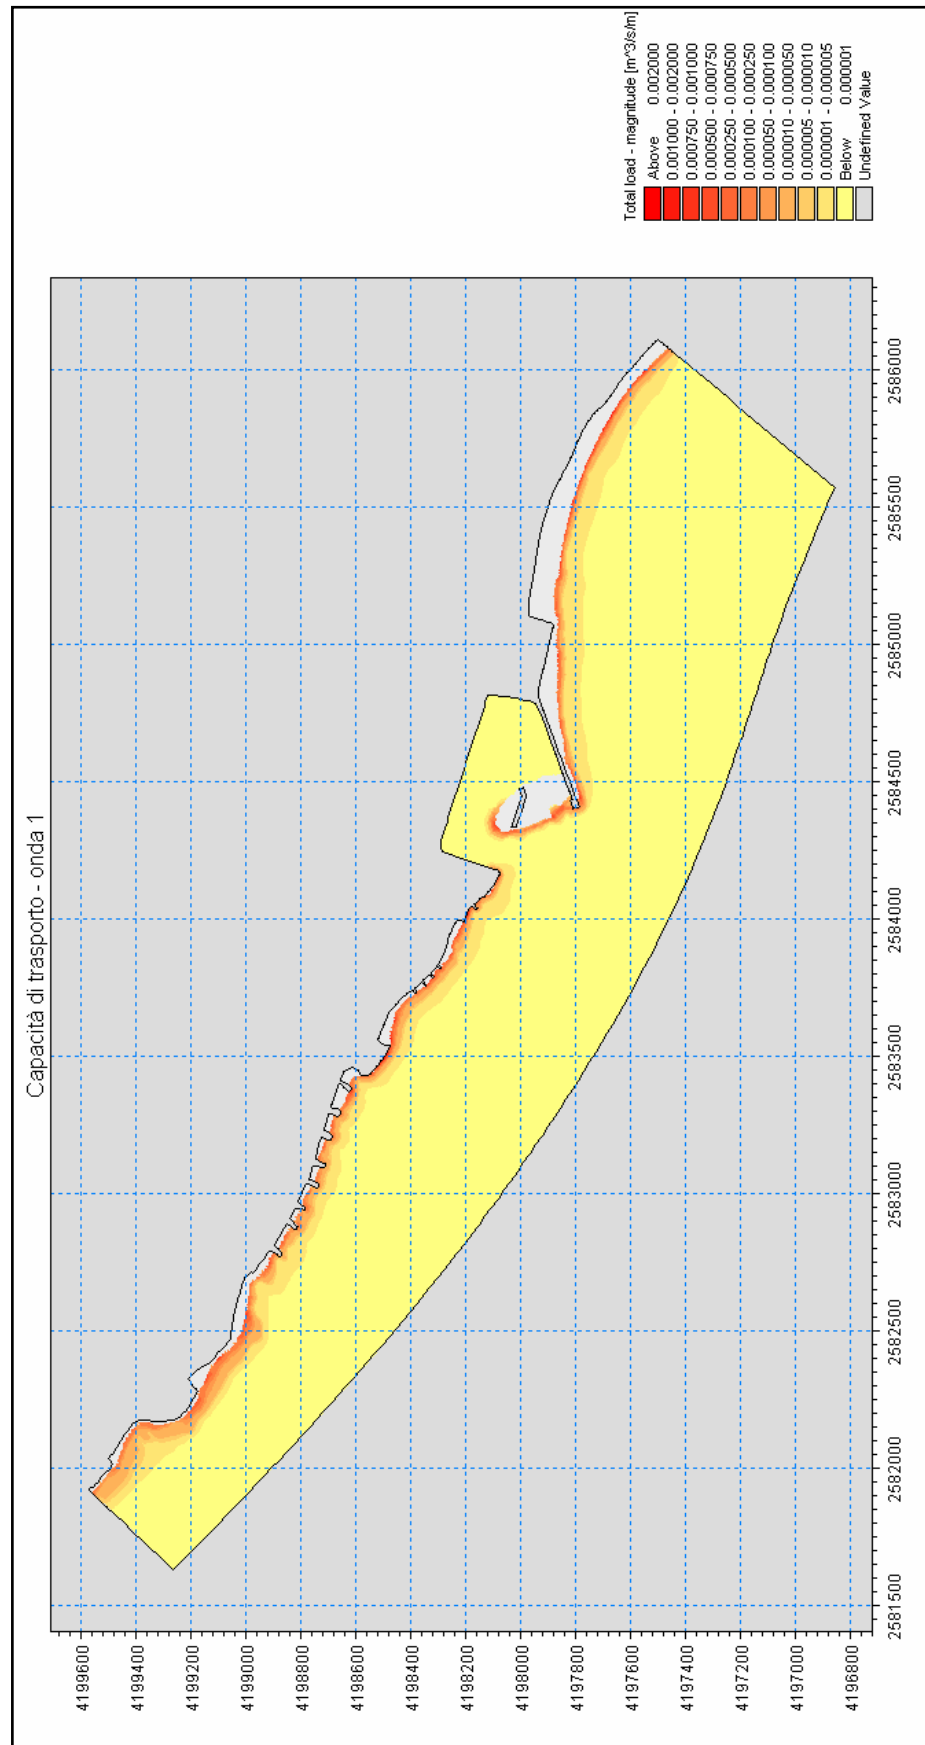 Capacità di trasporto - onda 1
4199600
4199400
4199200
4199000
4198800
4198600
4198400
4198200
4198000
4197800
4197600
4197400
4197200
4197000
4196800
2581500
2582000
2582500
2583000
2583500
2584000
2584500
2585000
2585500
2586000
Total load - magnitude [m^3/s/m]
Above 0.002000
0.001000 - 0.002000
0.000750 - 0.001000
0.000500 - 0.000750
0.000250 - 0.000500
0.000100 - 0.000250
0.000050 - 0.000100
0.000010 - 0.000050
0.000005 - 0.000010
0.000001 - 0.000005
Below 0.000001
Undefined Value